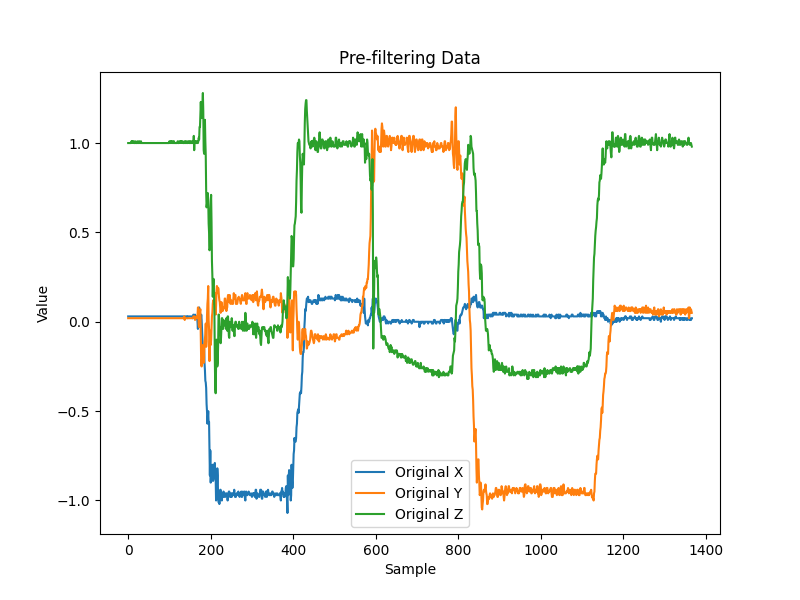 Pre-filtering Data
Value
1.0
0.5
0.0
−0.5
−1.0
Original X
Original Y
Original Z
0 200 400 600 800 1000 1200 1400
Sample